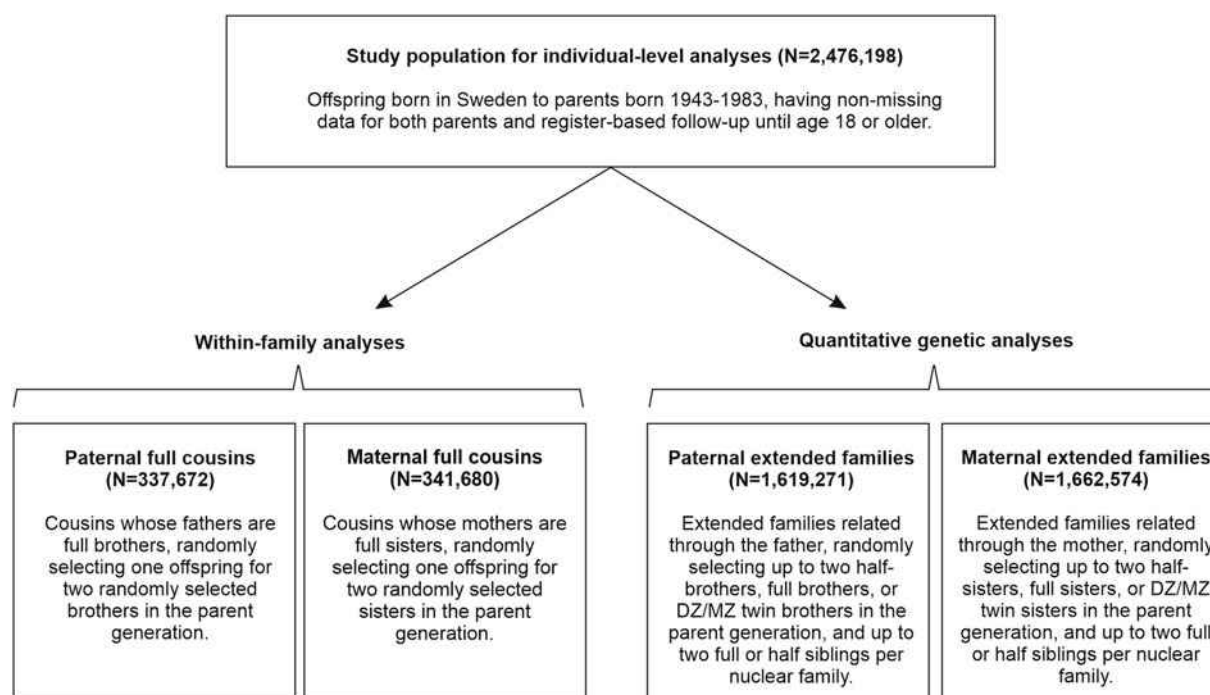 Study population for individual-level analyses (N=2,476,198)
Offspring born in Sweden to parents born 1943-1983, having non-missing
data for both parents and register-based follow-up until age 18 or older.
Within-family analyses
Quantitative genetic analyses
Paternal full cousins
(N=337,672)
Cousins whose fathers are
full brothers, randomly
selecting one offspring for
two randomly selected
brothers in the parent
generation.
Maternal full cousins
(N=341,680)
Cousins whose mothers are
full sisters, randomly
selecting one offspring for
two randomly selected
sisters in the parent
generation.
Paternal extended families
(N=1,619,271)
Extended families related
through the father, randomly
selecting up to two half-
brothers, full brothers, or
DZ/MZ twin brothers in the
parent generation, and up to
two full or half siblings per
nuclear family.
Maternal extended families
(N=1,662,574)
Extended families related
through the mother, randomly
selecting up to two half-
sisters, full sisters, or DZ/MZ
twin sisters in the parent
generation, and up to two full
or half siblings per nuclear
family.